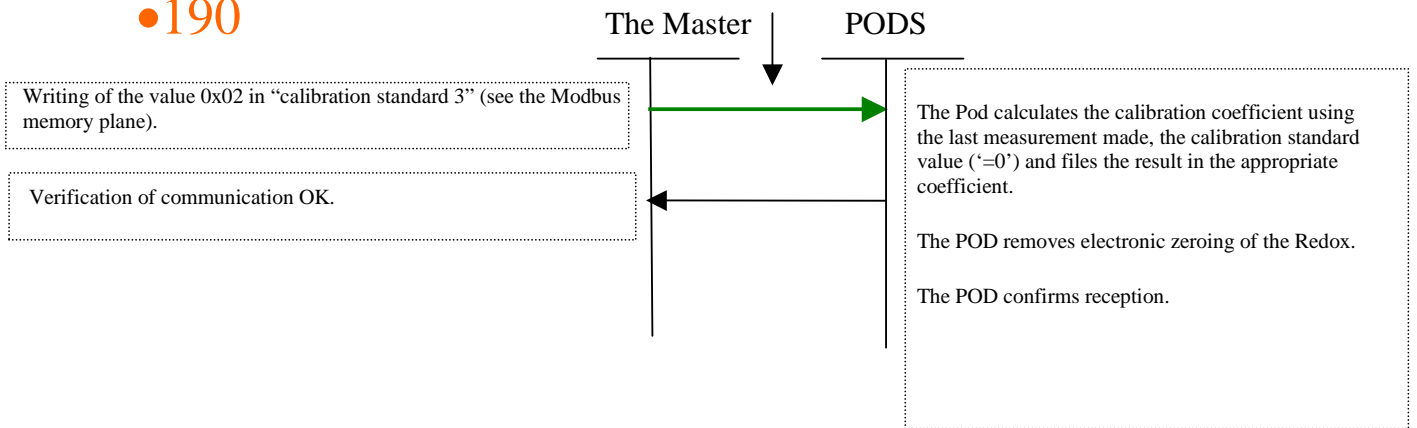 •190
The Master
PODS
Writing of the value 0x02 in “calibration standard 3” (see the Modbus
memory plane).
Verification of communication OK.
The Pod calculates the calibration coefficient using
the last measurement made, the calibration standard
value (‘=0’) and files the result in the appropriate
coefficient.
The POD removes electronic zeroing of the Redox.
The POD confirms reception.